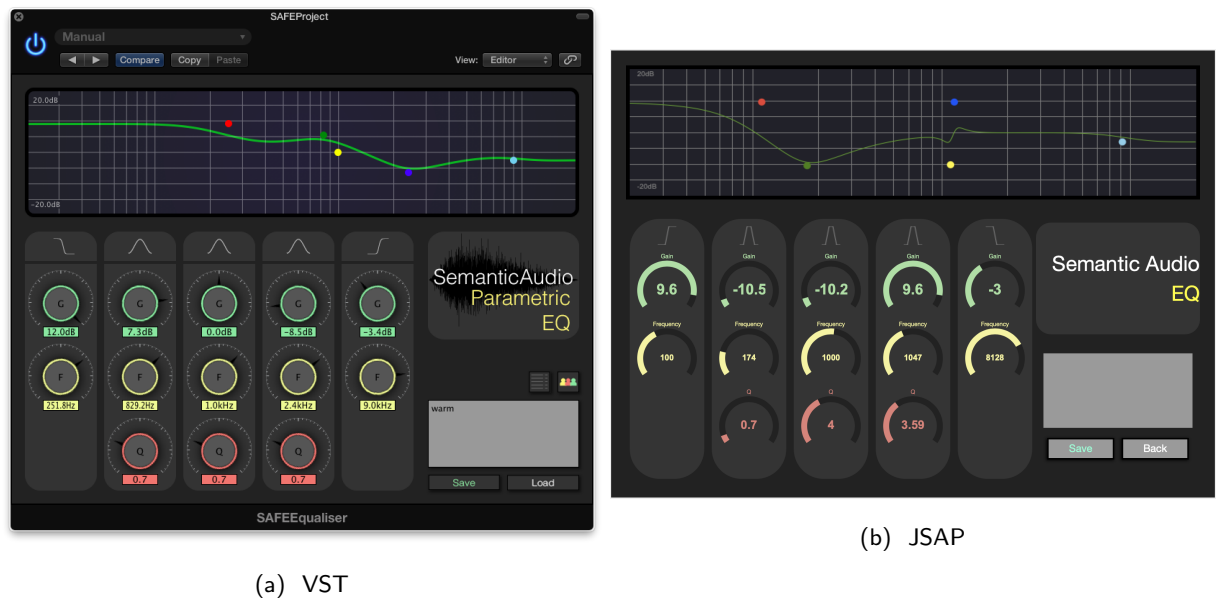 SAFEProject
Manual
◀ ▶ Compare Copy Paste View: Editor
20.0dB
-20.0dB
G G G G G
12.0dB 7.3dB 0.0dB -8.5dB -3.4dB
F F F F F
251.8Hz 829.2Hz 1.0kHz 2.4kHz 9.0kHz
Q Q Q
0.7 0.7 0.7
SemanticAudio
Parametric
EQ
warm
Save Load
SAFEEqualiser
(a) VST
20dB
-20dB
Gain Gain Gain Gain Gain
9.6 -10.5 -10.2 9.6 -3
Frequency Frequency Frequency Frequency Frequency
100 174 1000 1047 8128
Q Q Q
0.7 4 3.59
Semantic Audio
EQ
Save Back
(b) JSAP